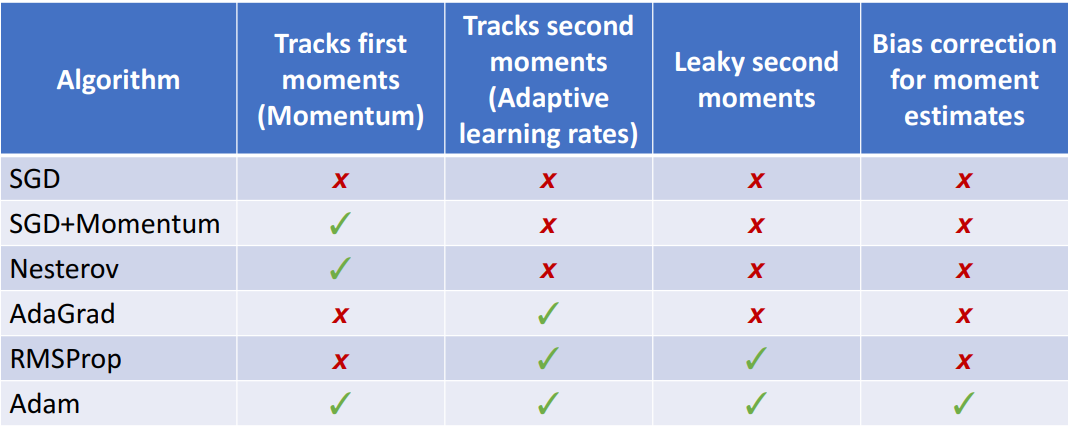 Algorithm
Tracks first
moments
(Momentum)
Tracks second
moments
(Adaptive
learning rates)
Leaky second
moments
Bias correction
for moment
estimates
SGD x x x x
SGD+Momentum ✓ x x x
Nesterov ✓ x x x
AdaGrad x ✓ x x
RMSProp x ✓ ✓ x
Adam ✓ ✓ ✓ ✓